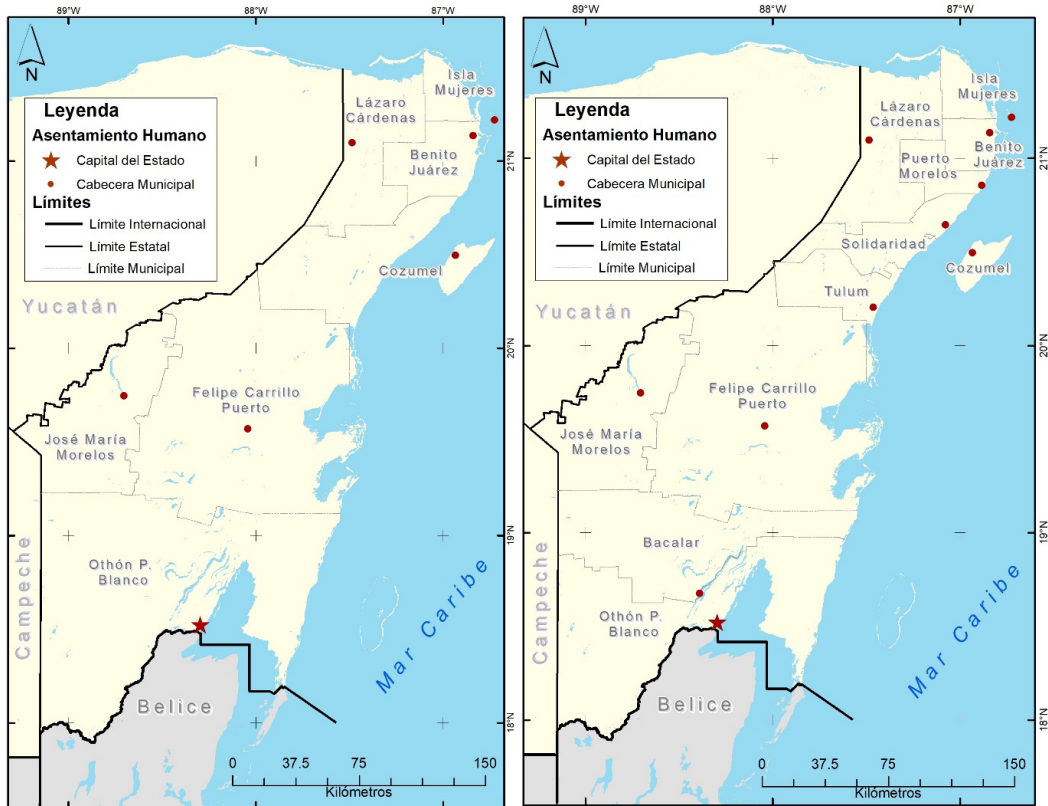 89°W
88°W
87°W
N
Isla
Mujeres
Lázaro
Cárdenas
Benito
Juárez
Leyenda
Asentamiento Humano
Capital del Estado
Cabecera Municipal
Límites
Límite Internacional
Límite Estatal
Límite Municipal
21°N
Cozumel
Yucatán
20°N
Felipe Carrillo
Puerto
José María
Morelos
19°N
Othón P.
Blanco
Campeche
Mar Caribe
Belice
18°N
0 37.5 75 150
Kilómetros
89°W
88°W
87°W
N
Isla
Mujeres
Lázaro
Cárdenas
Benito
Juárez
Puerto
Morelos
Leyenda
Asentamiento Humano
Capital del Estado
Cabecera Municipal
Límites
Límite Internacional
Límite Estatal
Límite Municipal
21°N
Solidaridad
Cozumel
Tulum
Yucatán
20°N
Felipe Carrillo
Puerto
José María
Morelos
19°N
Bacalar
Othón P.
Blanco
Campeche
Mar Caribe
Belice
18°N
0 37.5 75 150
Kilómetros